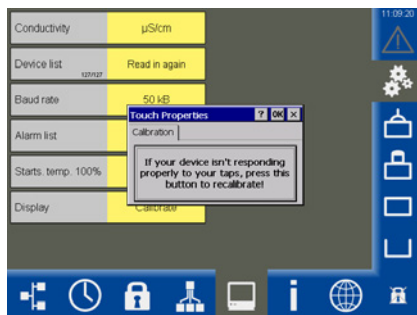 11:09:20
Conductivity µS/cm
Device list 127/127 Read in again
Baud rate 50 kB
Touch Properties ? OK ×
Calibration
Alarm list
If your device isn't responding
properly to your taps, press this
button to recalibrate!
Starts. temp. 100%
Display Calibrate